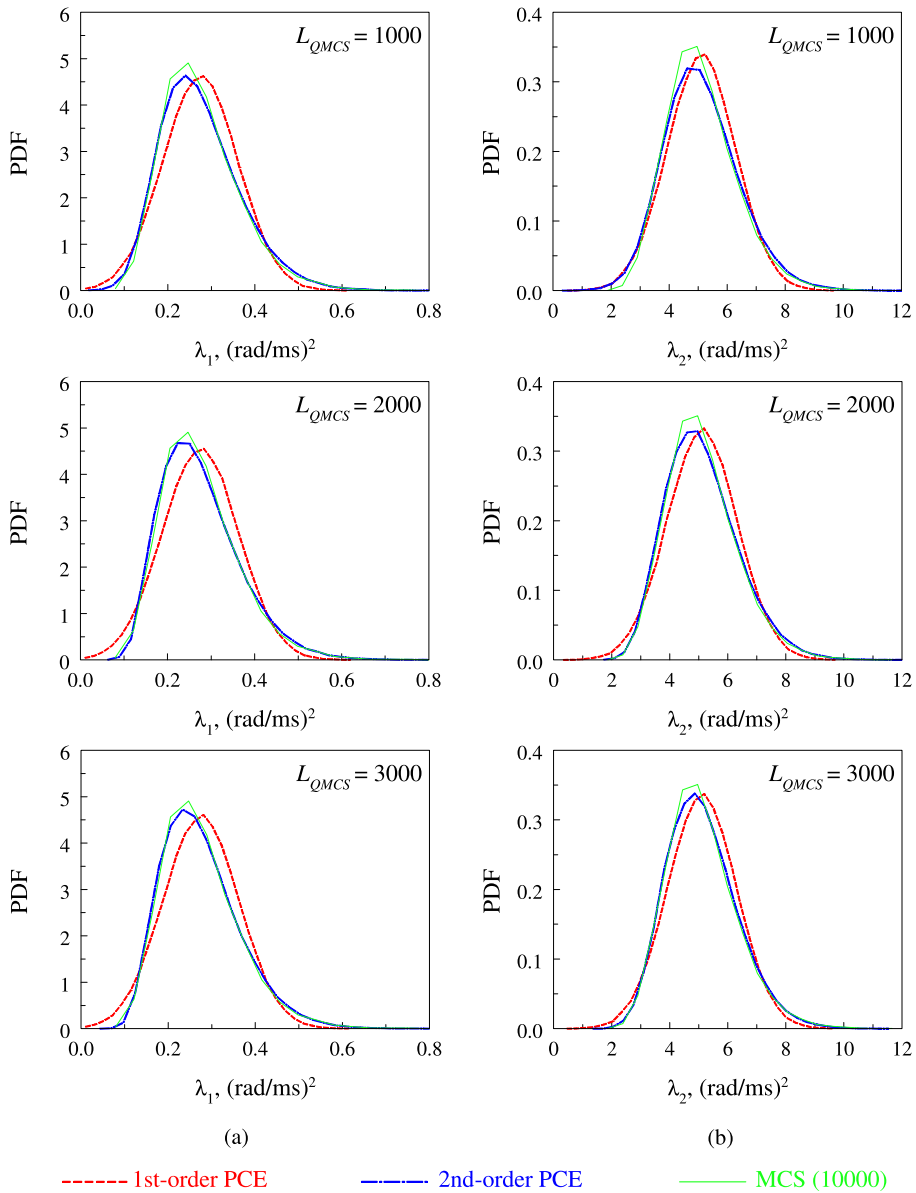 6
5
4
3
2
1
0
PDF
L_QMCS = 1000
0.0 0.2 0.4 0.6 0.8
λ₁, (rad/ms)²
0.4
0.3
0.2
0.1
0.0
PDF
L_QMCS = 1000
0 2 4 6 8 10 12
λ₂, (rad/ms)²
6
5
4
3
2
1
0
PDF
L_QMCS = 2000
0.0 0.2 0.4 0.6 0.8
λ₁, (rad/ms)²
0.4
0.3
0.2
0.1
0.0
PDF
L_QMCS = 2000
0 2 4 6 8 10 12
λ₂, (rad/ms)²
6
5
4
3
2
1
0
PDF
L_QMCS = 3000
0.0 0.2 0.4 0.6 0.8
λ₁, (rad/ms)²
0.4
0.3
0.2
0.1
0.0
PDF
L_QMCS = 3000
0 2 4 6 8 10 12
λ₂, (rad/ms)²
(a)
(b)
1st-order PCE
2nd-order PCE
MCS (10000)